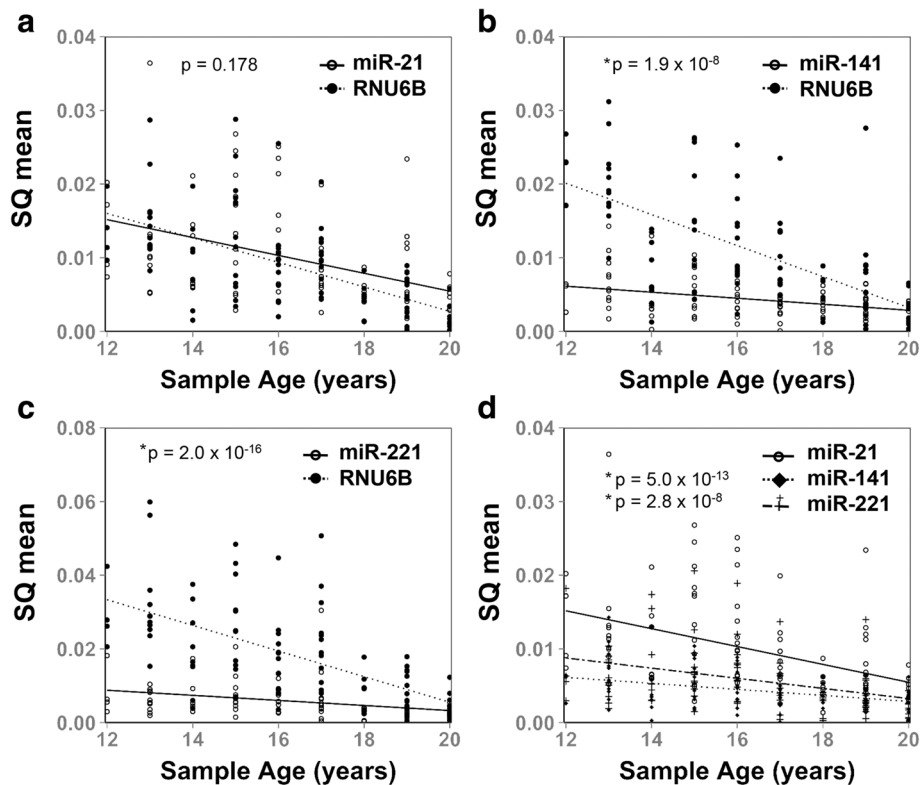 a
0.04
0.03
0.02
0.01
0.00
SQ mean
p = 0.178
miR-21
RNU6B
12 14 16 18 20
Sample Age (years)
b
0.04
0.03
0.02
0.01
0.00
SQ mean
*p = 1.9 x 10⁻⁸
miR-141
RNU6B
12 14 16 18 20
Sample Age (years)
c
0.08
0.06
0.04
0.02
0.00
SQ mean
*p = 2.0 x 10⁻¹⁶
miR-221
RNU6B
12 14 16 18 20
Sample Age (years)
d
0.04
0.03
0.02
0.01
0.00
SQ mean
*p = 5.0 x 10⁻¹³
*p = 2.8 x 10⁻⁸
miR-21
miR-141
miR-221
12 14 16 18 20
Sample Age (years)